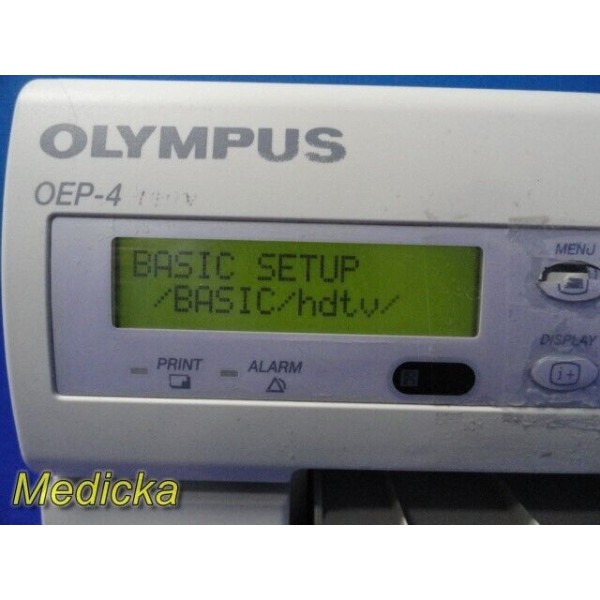 OLYMPUS
OEP-4
BASIC SETUP
/BASIC/hdtv/
MENU
DISPLAY
i+
PRINT
ALARM
Medicka